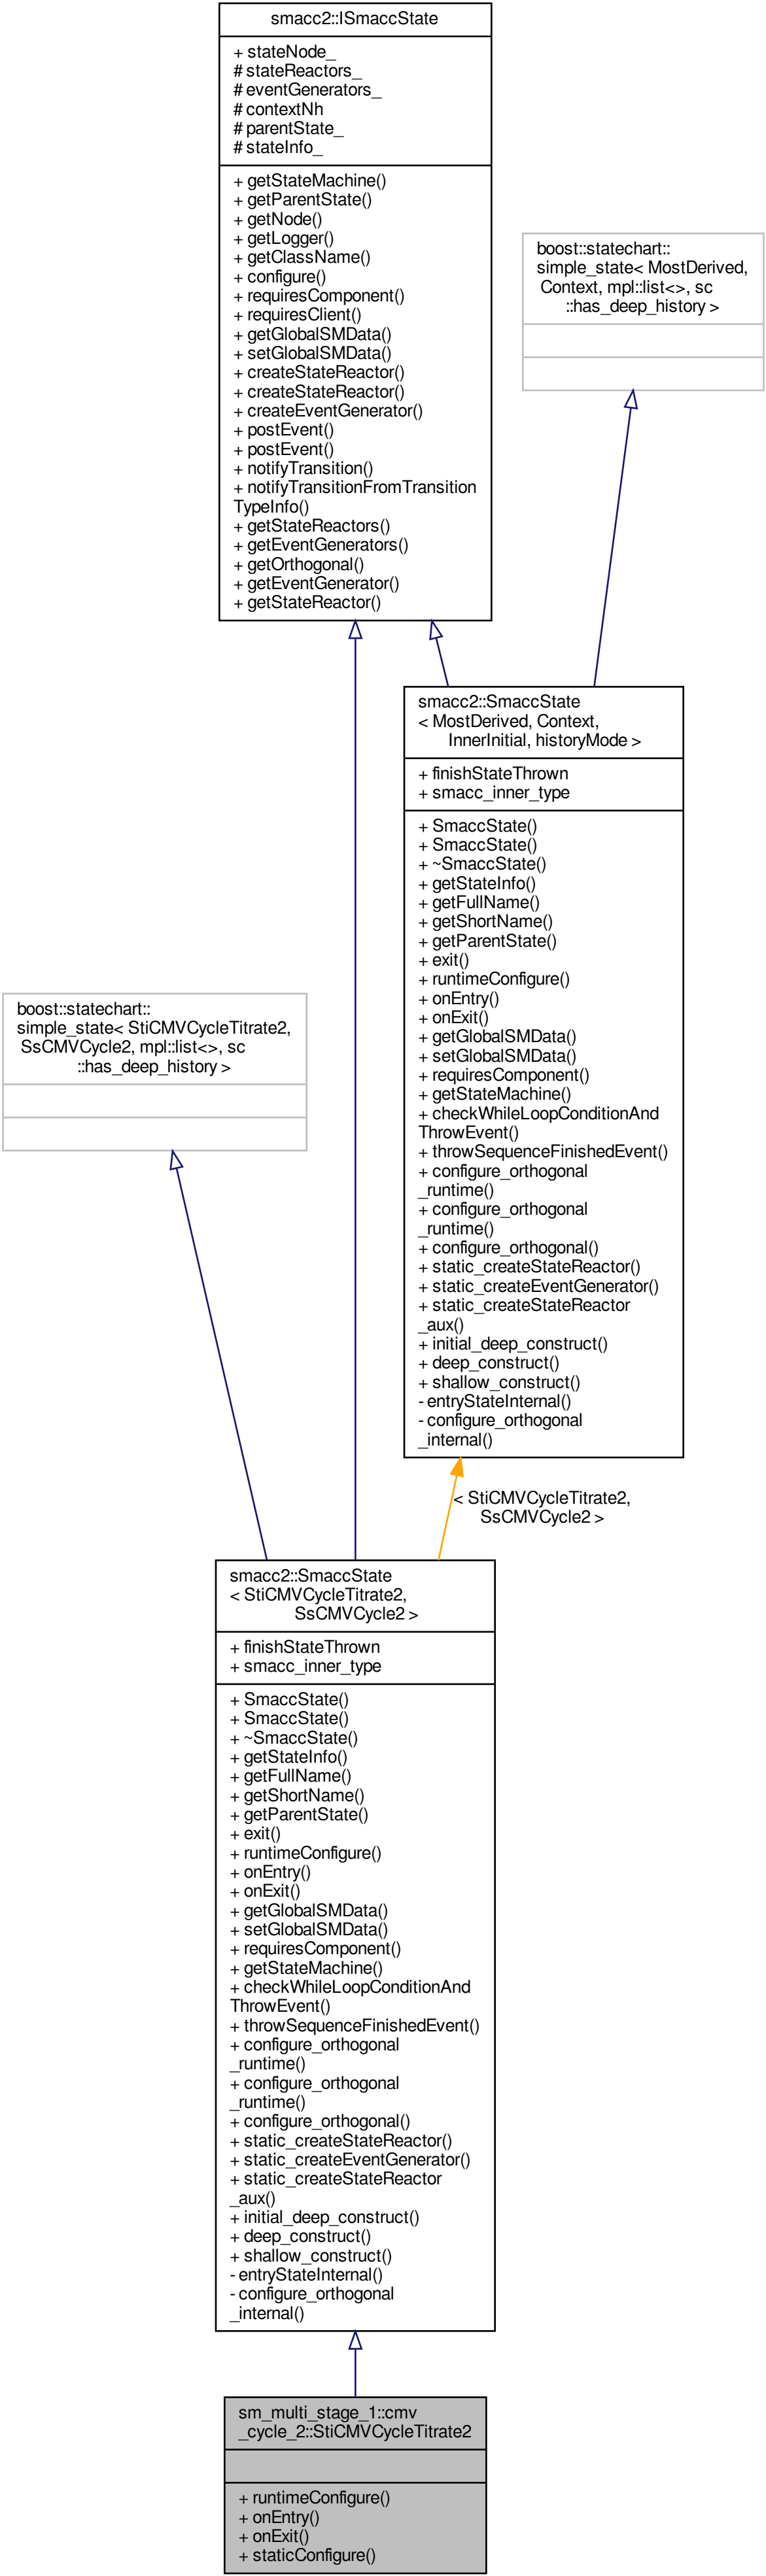 smacc2::ISmaccState
+ stateNode_
# stateReactors_
# eventGenerators_
# contextNh
# parentState_
# stateInfo_
+ getStateMachine()
+ getParentState()
+ getNode()
+ getLogger()
+ getClassName()
+ configure()
+ requiresComponent()
+ requiresClient()
+ getGlobalSMData()
+ setGlobalSMData()
+ createStateReactor()
+ createStateReactor()
+ createEventGenerator()
+ postEvent()
+ postEvent()
+ notifyTransition()
+ notifyTransitionFromTransition
TypeInfo()
+ getStateReactors()
+ getEventGenerators()
+ getOrthogonal()
+ getEventGenerator()
+ getStateReactor()
boost::statechart::
simple_state< MostDerived,
Context, mpl::list<>, sc
::has_deep_history >
smacc2::SmaccState
< MostDerived, Context,
InnerInitial, historyMode >
+ finishStateThrown
+ smacc_inner_type
+ SmaccState()
+ SmaccState()
+ ~SmaccState()
+ getStateInfo()
+ getFullName()
+ getShortName()
+ getParentState()
+ exit()
+ runtimeConfigure()
+ onEntry()
+ onExit()
+ getGlobalSMData()
+ setGlobalSMData()
+ requiresComponent()
+ getStateMachine()
+ checkWhileLoopConditionAnd
ThrowEvent()
+ throwSequenceFinishedEvent()
+ configure_orthogonal
_runtime()
+ configure_orthogonal
_runtime()
+ configure_orthogonal()
+ static_createStateReactor()
+ static_createEventGenerator()
+ static_createStateReactor
_aux()
+ initial_deep_construct()
+ deep_construct()
+ shallow_construct()
- entryStateInternal()
- configure_orthogonal
_internal()
boost::statechart::
simple_state< StiCMVCycleTitrate2,
SsCMVCycle2, mpl::list<>, sc
::has_deep_history >
< StiCMVCycleTitrate2,
SsCMVCycle2 >
smacc2::SmaccState
< StiCMVCycleTitrate2,
SsCMVCycle2 >
+ finishStateThrown
+ smacc_inner_type
+ SmaccState()
+ SmaccState()
+ ~SmaccState()
+ getStateInfo()
+ getFullName()
+ getShortName()
+ getParentState()
+ exit()
+ runtimeConfigure()
+ onEntry()
+ onExit()
+ getGlobalSMData()
+ setGlobalSMData()
+ requiresComponent()
+ getStateMachine()
+ checkWhileLoopConditionAnd
ThrowEvent()
+ throwSequenceFinishedEvent()
+ configure_orthogonal
_runtime()
+ configure_orthogonal
_runtime()
+ configure_orthogonal()
+ static_createStateReactor()
+ static_createEventGenerator()
+ static_createStateReactor
_aux()
+ initial_deep_construct()
+ deep_construct()
+ shallow_construct()
- entryStateInternal()
- configure_orthogonal
_internal()
sm_multi_stage_1::cmv
_cycle_2::StiCMVCycleTitrate2
+ runtimeConfigure()
+ onEntry()
+ onExit()
+ staticConfigure()